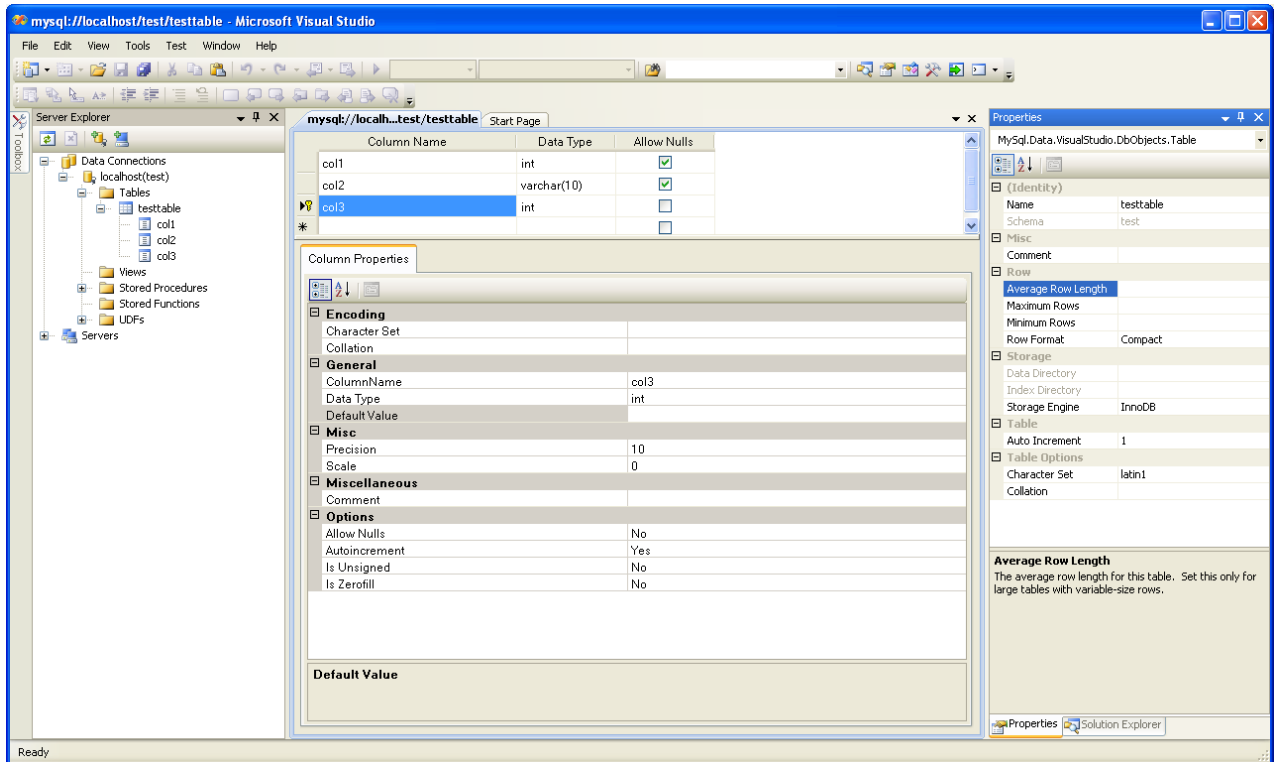 mysql://localhost/test/testtable - Microsoft Visual Studio
File Edit View Tools Test Window Help
Toolbox
Server Explorer
Data Connections
localhost(test)
Tables
testtable
col1
col2
col3
Views
Stored Procedures
Stored Functions
UDFs
Servers
mysql://localh...test/testtable Start Page
Column Name Data Type Allow Nulls
col1 int
col2 varchar(10)
col3 int
Column Properties
Encoding
Character Set
Collation
General
ColumnName col3
Data Type int
Default Value
Misc
Precision 10
Scale 0
Miscellaneous
Comment
Options
Allow Nulls No
Autoincrement Yes
Is Unsigned No
Is Zerofill No
Default Value
Properties
MySql.Data.VisualStudio.DbObjects.Table
(Identity)
Name testtable
Schema test
Misc
Comment
Row
Average Row Length
Maximum Rows
Minimum Rows
Row Format Compact
Storage
Data Directory
Index Directory
Storage Engine InnoDB
Table
Auto Increment 1
Table Options
Character Set latin1
Collation
Average Row Length
The average row length for this table. Set this only for
large tables with variable-size rows.
Properties Solution Explorer
Ready